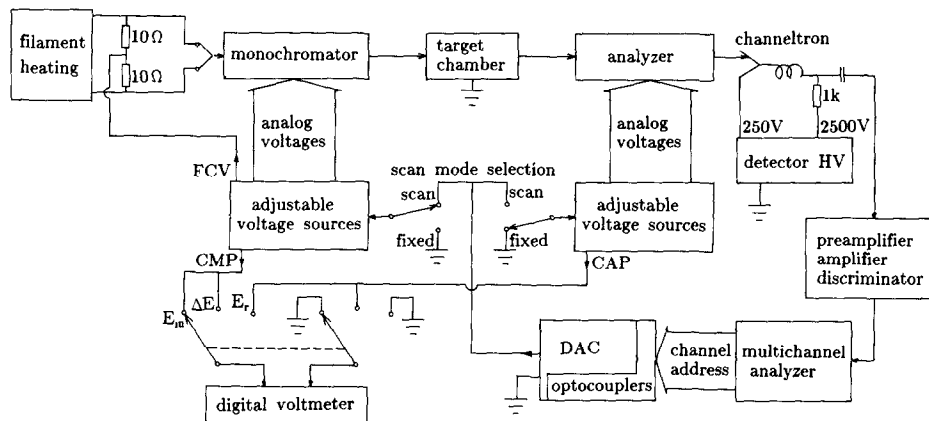 filament
heating
10Ω
10Ω
monochromator
target
chamber
analyzer
channeltron
1k
250V
2500V
detector HV
analog
voltages
analog
voltages
FCV
scan mode selection
scan
scan
adjustable
voltage sources
adjustable
voltage sources
fixed
fixed
preamplifier
amplifier
discriminator
CMP
CAP
E_in
ΔE
E_r
DAC
optocouplers
channel
address
multichannel
analyzer
digital voltmeter